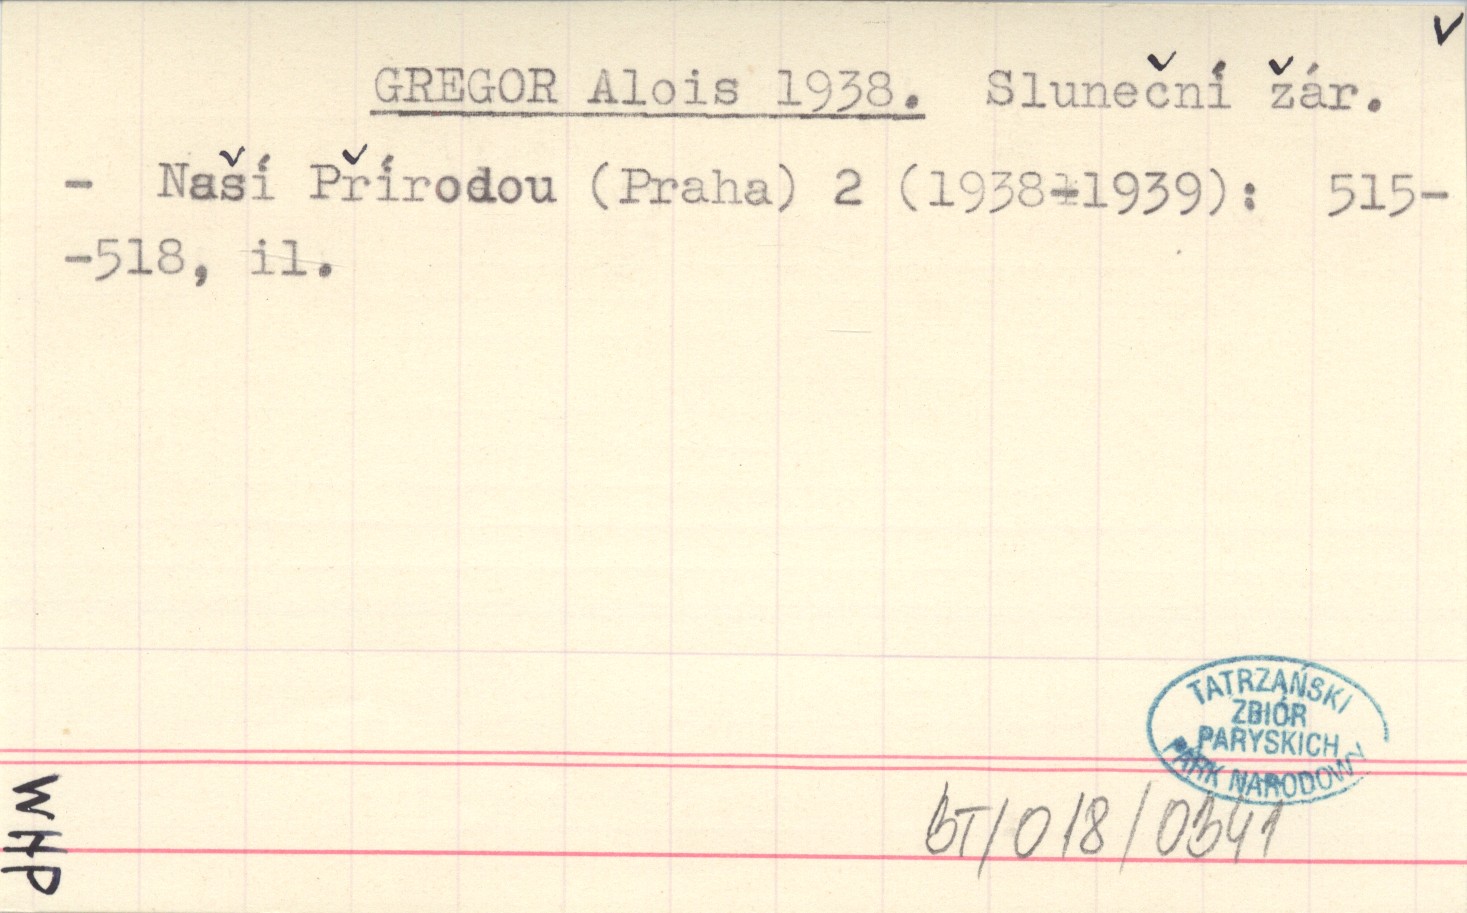 V
GREGOR Alois 1938. Sluneční žár.
- Naší Přírodou (Praha) 2 (1938-1939): 515-
-518, il.
TATRZAŃSKI
ZBIÓR
PARYSKICH
PARK NARODOWY
BT/018/0341
WHP